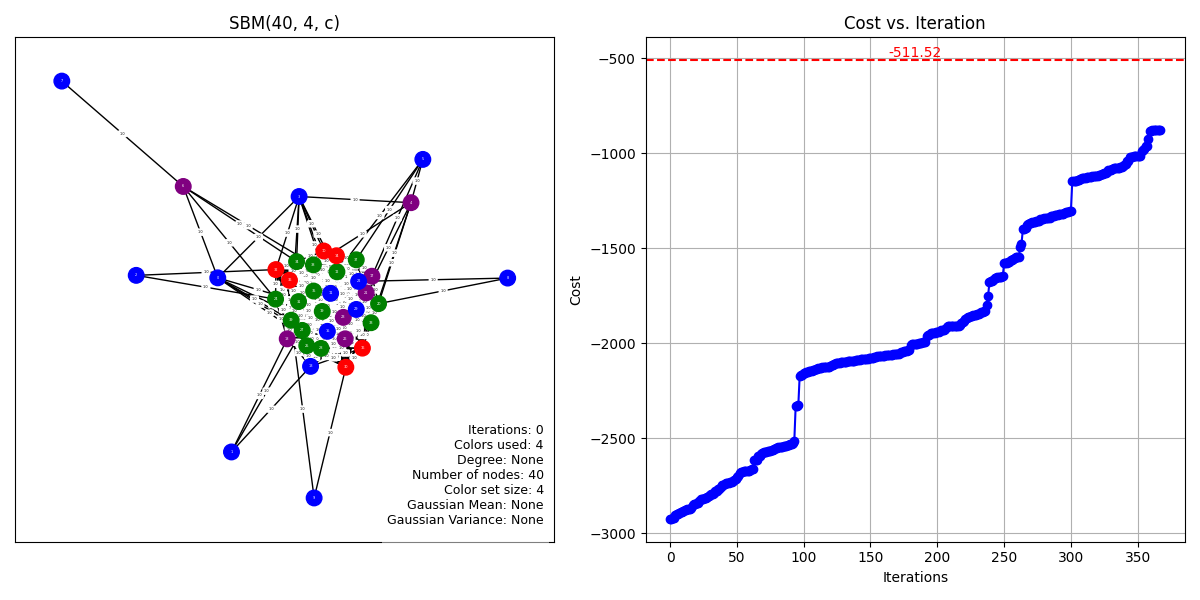 SBM(40, 4, c)
Iterations: 0
Colors used: 4
Degree: None
Number of nodes: 40
Color set size: 4
Gaussian Mean: None
Gaussian Variance: None
Cost vs. Iteration
-511.52
Cost
−500
−1000
−1500
−2000
−2500
−3000
0 50 100 150 200 250 300 350
Iterations